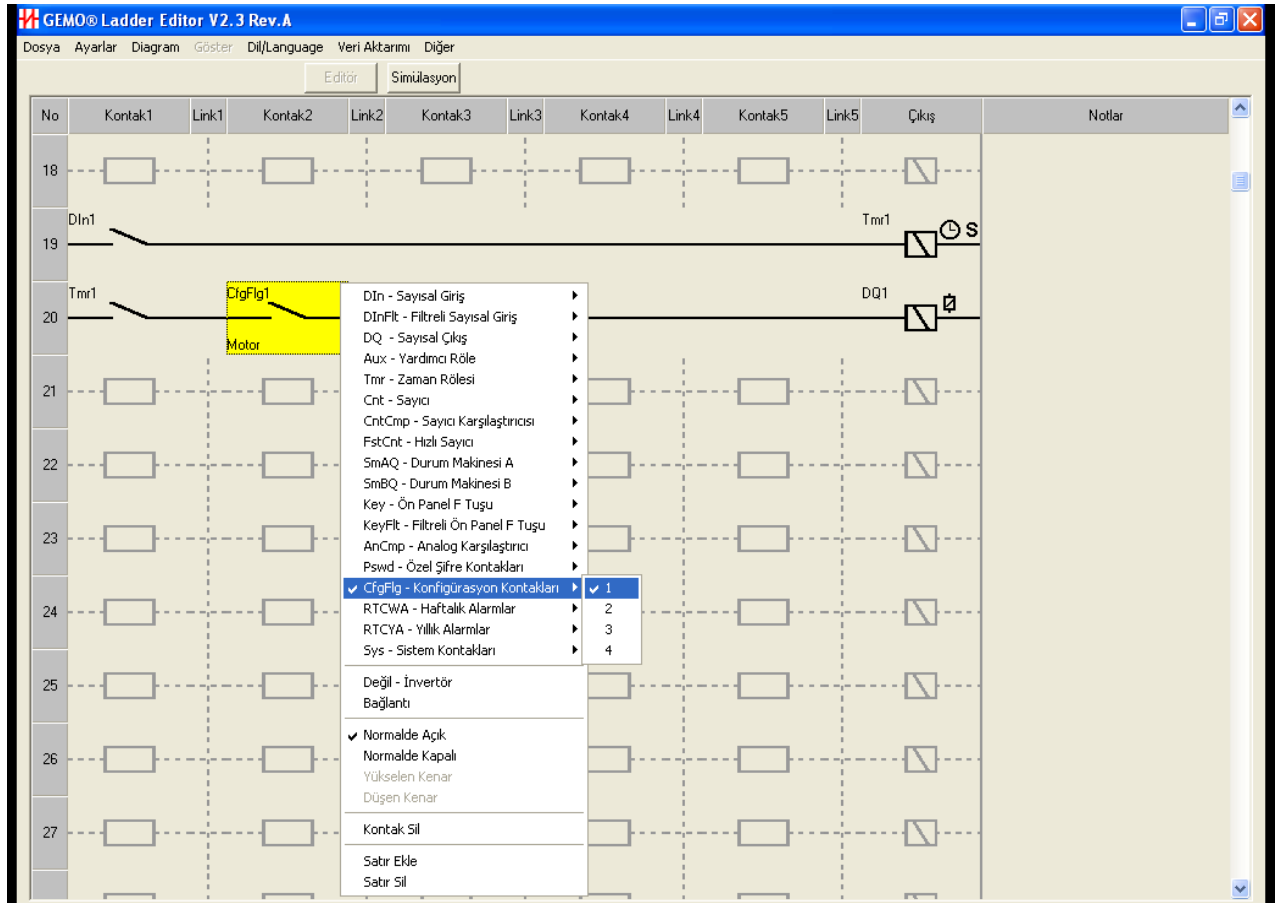 GEMO® Ladder Editor V2.3 Rev.A
Dosya Ayarlar Diagram Göster Dil/Language Veri Aktarımı Diğer
Editör Simülasyon
No Kontak1 Link1 Kontak2 Link2 Kontak3 Link3 Kontak4 Link4 Kontak5 Link5 Çıkış Notlar
18
DIn1 Tmr1
19 S
Tmr1 CfgFlg1 DQ1
20
Motor
21
22
23
24
25
26
27
DIn - Sayısal Giriş
DInFlt - Filtreli Sayısal Giriş
DQ - Sayısal Çıkış
Aux - Yardımcı Röle
Tmr - Zaman Rölesi
Cnt - Sayıcı
CntCmp - Sayıcı Karşılaştırıcısı
FstCnt - Hızlı Sayıcı
SmAQ - Durum Makinesi A
SmBQ - Durum Makinesi B
Key - Ön Panel F Tuşu
KeyFlt - Filtreli Ön Panel F Tuşu
AnCmp - Analog Karşılaştırıcı
Pswd - Özel Şifre Kontakları
CfgFlg - Konfigürasyon Kontakları 1
RTCWA - Haftalık Alarmlar 2
RTCYA - Yıllık Alarmlar 3
Sys - Sistem Kontakları 4
Değil - İnvertör
Bağlantı
Normalde Açık
Normalde Kapalı
Yükselen Kenar
Düşen Kenar
Kontak Sil
Satır Ekle
Satır Sil